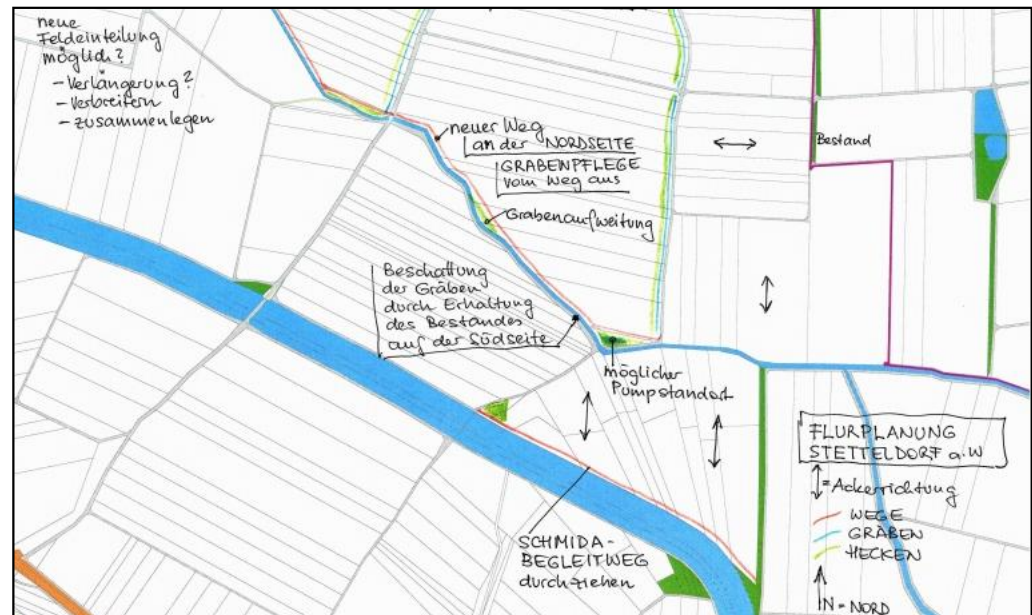 neue
Feldeinteilung
möglich?
- Verlängerung?
- Verbreitern
- zusammenlegen
neuer Weg
an der NORDSEITE
GRABENPFLEGE
vom Weg aus
Grabenaufweitung
Bestand
Beschattung
der Gräben
durch Erhaltung
des Bestandes
auf der Südseite
möglicher
Pumpstandort
SCHMIDA-
BEGLEITWEG
durchziehen
FLURPLANUNG
STETTELDORF a.W
=Ackerrichtung
WEGE
GRÄBEN
HECKEN
N=NORD